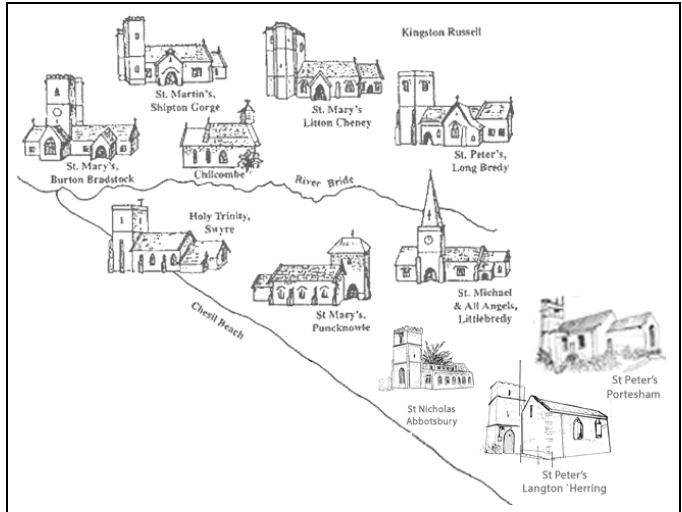 Kingston Russell
St. Martin's,
Shipton Gorge
St. Mary's
Litton Cheney
St. Peter's,
Long Bredy
St. Mary's,
Burton Bradstock
Chilcombe
River Bride
Holy Trinity,
Swyre
St. Michael
& All Angels,
Littlebredy
St Mary's,
Puncknowle
Chesil Beach
St Peter's
Portesham
St Nicholas
Abbotsbury
St Peter's
Langton `Herring